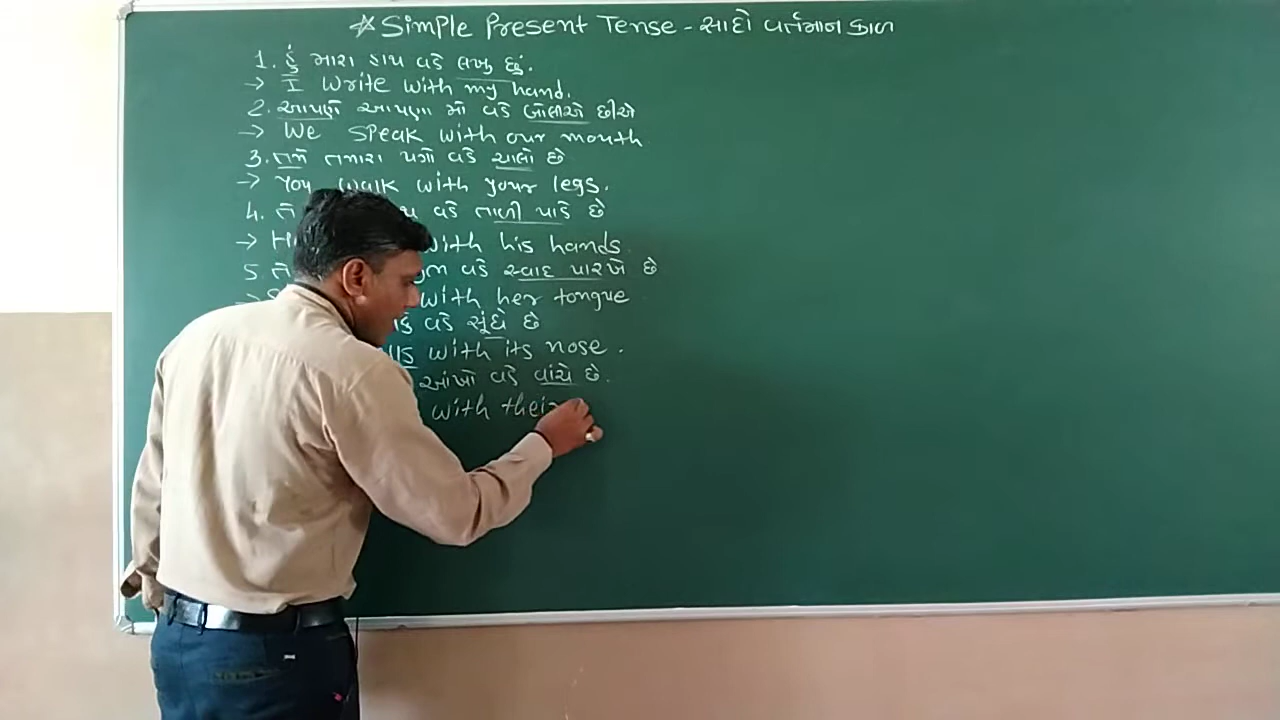 ☆ Simple Present Tense - સાદો વર્તમાન કાળ
1. હું મારા હાથ વડે લખુ છું.
→ I write with my hand.
2. આપણે આપણા મોં વડે બોલીએ છીએ
→ We speak with our mouth
3. તમે તમારા પગો વડે ચાલો છે
→ You walk with your legs.
4. વડે તાળી પાડે છે
→ with his hands
5 વડે સ્વાદ પારખે છે
→ with her tongue
વડે સૂંઘે છે
with its nose.
આંખો વડે વાંચે છે.
with their